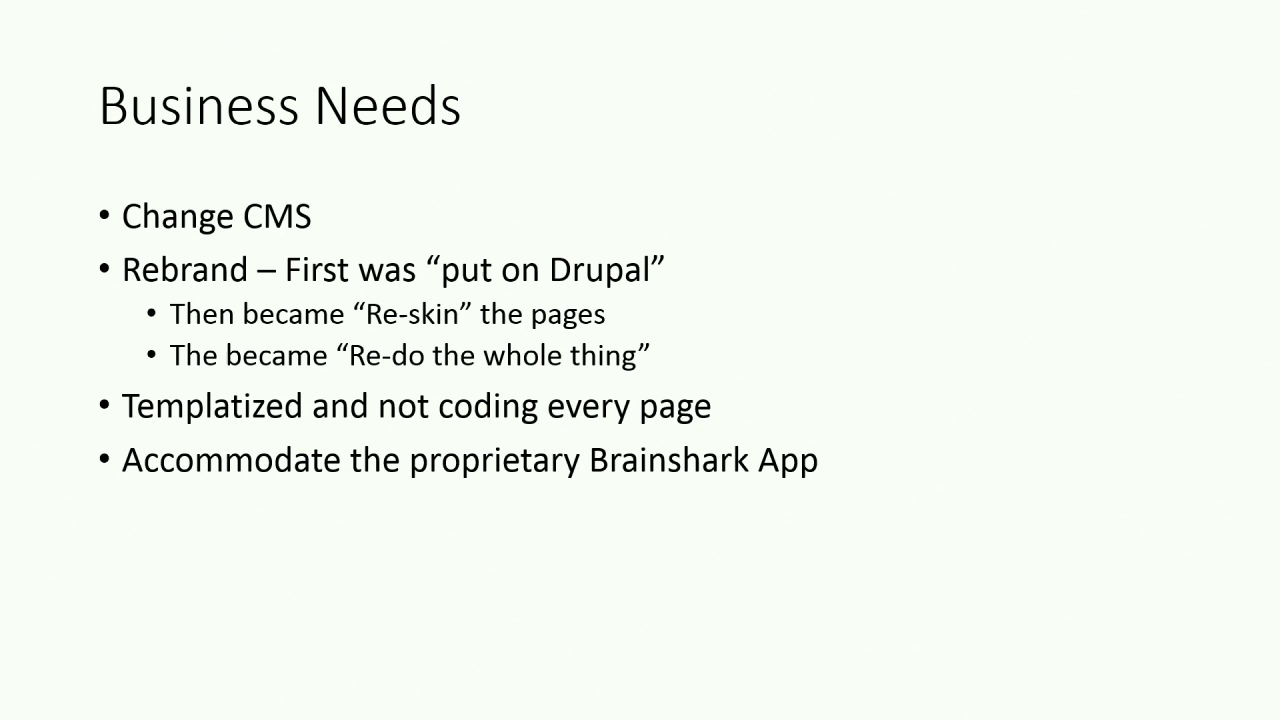 Business Needs
• Change CMS
• Rebrand – First was “put on Drupal”
• Then became “Re-skin” the pages
• The became “Re-do the whole thing”
• Templatized and not coding every page
• Accommodate the proprietary Brainshark App